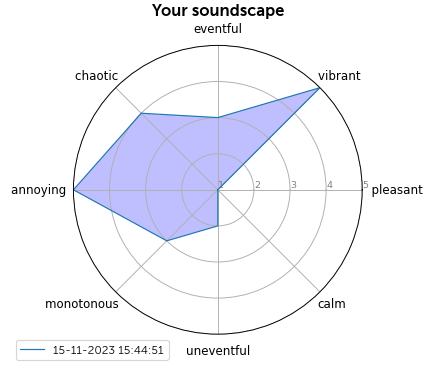 Your soundscape
eventful
chaotic
vibrant
annoying
1
2
3
4
5
pleasant
monotonous
calm
15-11-2023 15:44:51
uneventful